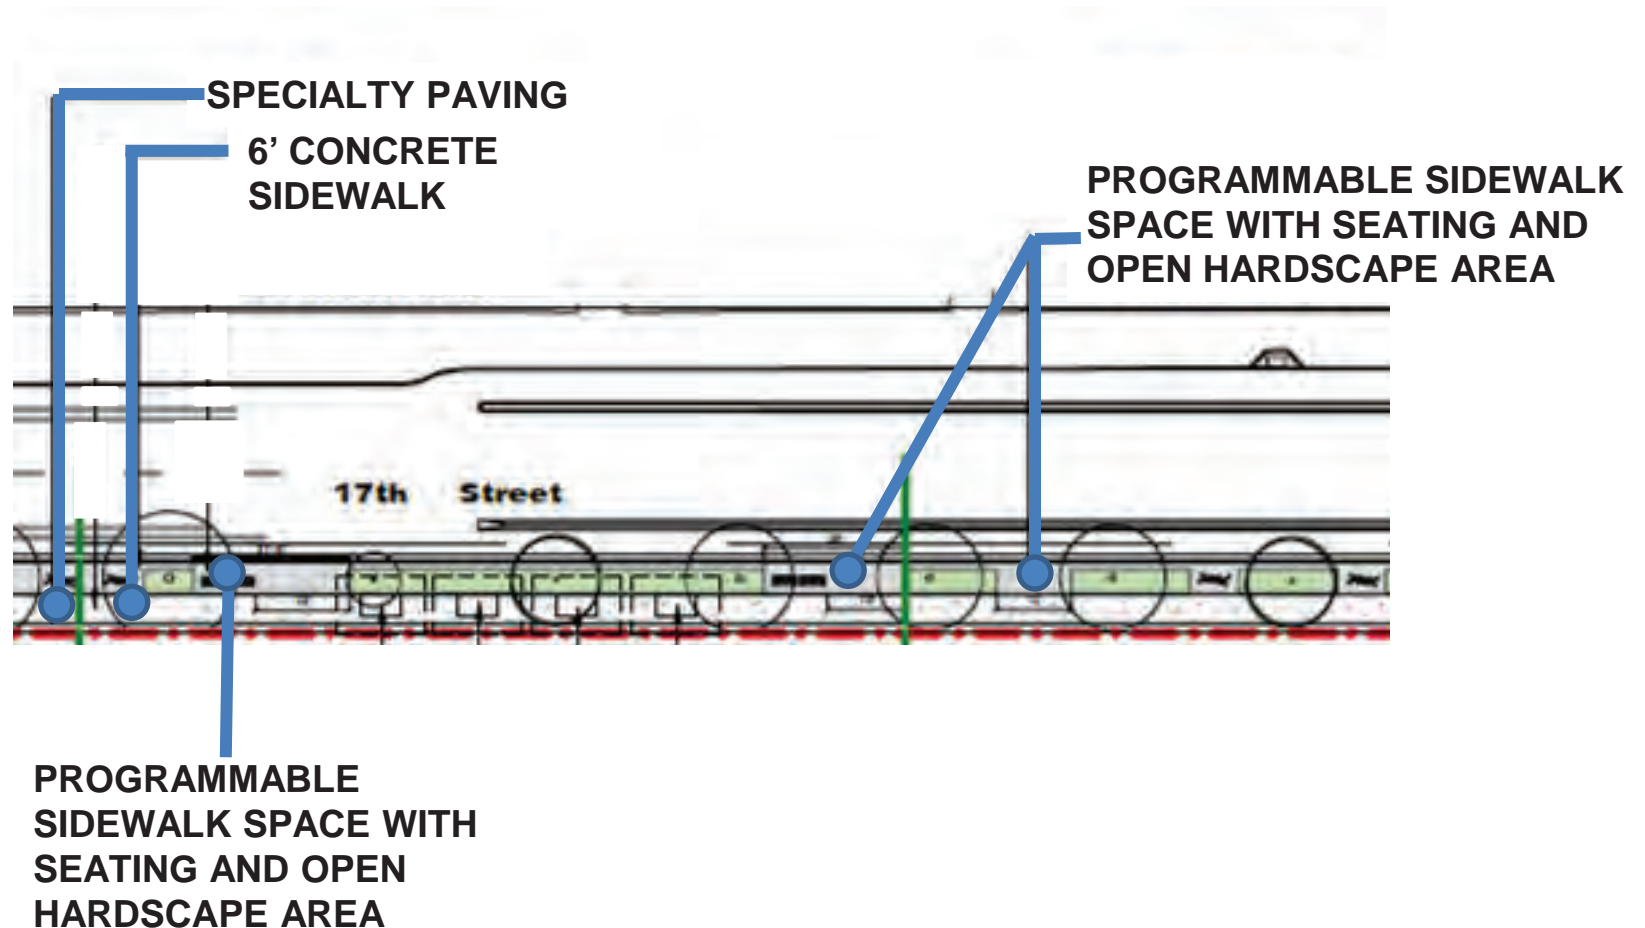 SPECIALTY PAVING
6’ CONCRETE
SIDEWALK
PROGRAMMABLE SIDEWALK
SPACE WITH SEATING AND
OPEN HARDSCAPE AREA
17th Street
PROGRAMMABLE
SIDEWALK SPACE WITH
SEATING AND OPEN
HARDSCAPE AREA